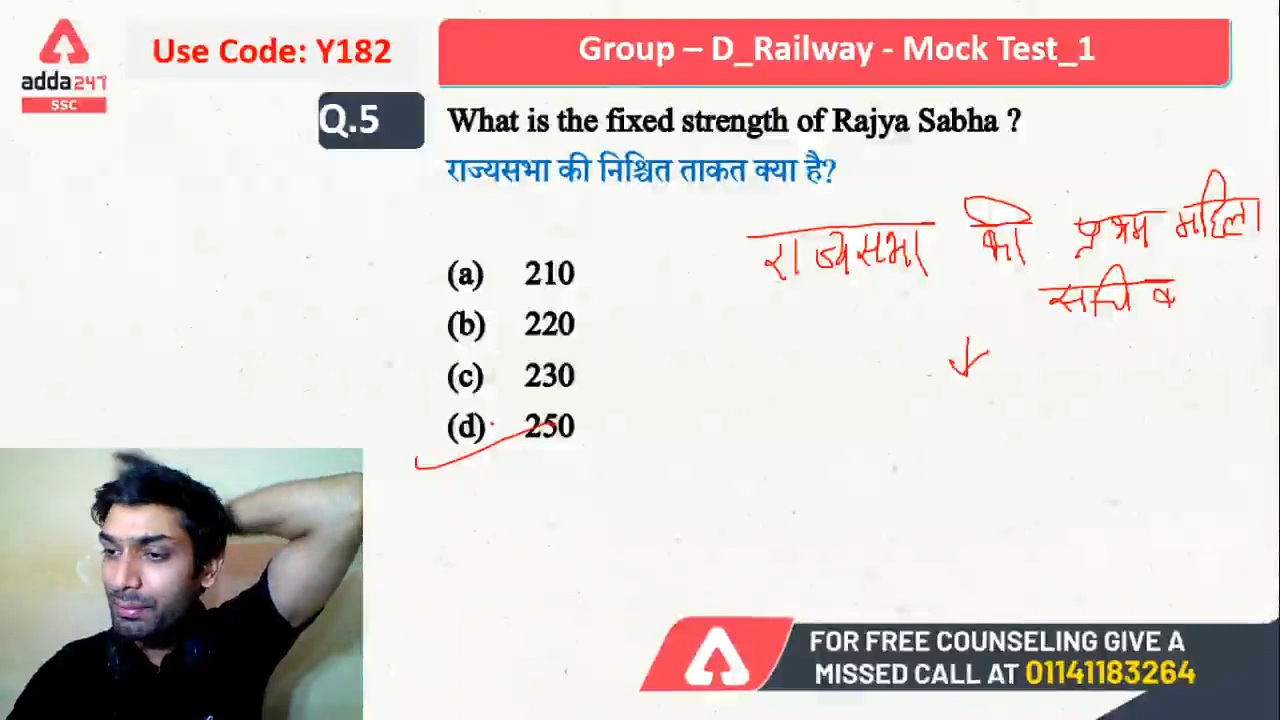 adda247
SSC
Use Code: Y182
Group – D_Railway - Mock Test_1
Q.5
What is the fixed strength of Rajya Sabha ?
राज्यसभा की निश्चित ताकत क्या है?
राज्यसभा की प्रथम महिला
सचिव
(a) 210
(b) 220
(c) 230
(d) 250
FOR FREE COUNSELING GIVE A
MISSED CALL AT 01141183264